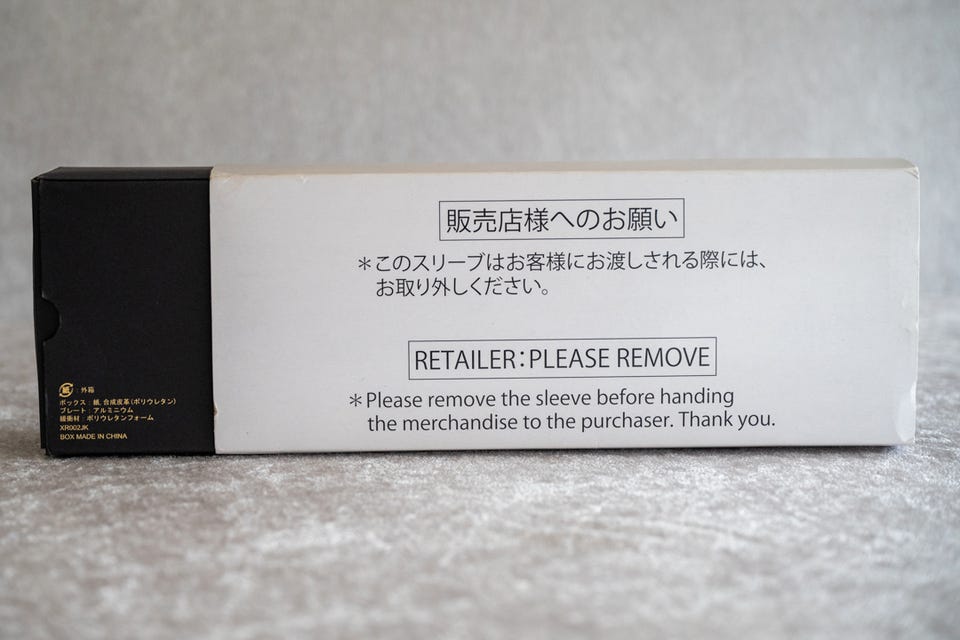 販売店様へのお願い
＊このスリーブはお客様にお渡しされる際には、
お取り外しください。
RETAILER：PLEASE REMOVE
＊Please remove the sleeve before handing
the merchandise to the purchaser. Thank you.
紙：外箱
ボックス：紙, 合成皮革(ポリウレタン)
プレート：アルミニウム
緩衝材：ポリウレタンフォーム
XR002JK
BOX MADE IN CHINA